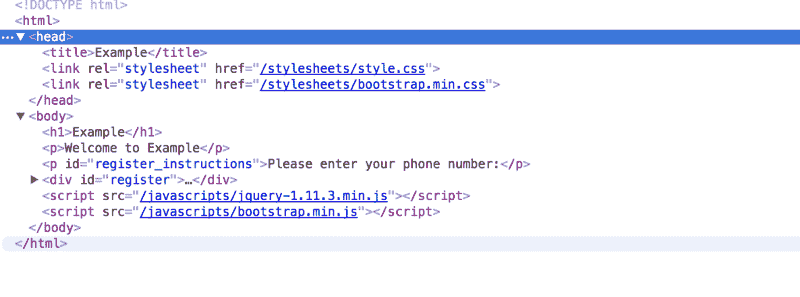 <!DOCTYPE html>
<html>
… ▼ <head>
<title>Example</title>
<link rel="stylesheet" href="/stylesheets/style.css">
<link rel="stylesheet" href="/stylesheets/bootstrap.min.css">
</head>
▼ <body>
<h1>Example</h1>
<p>Welcome to Example</p>
<p id="register_instructions">Please enter your phone number:</p>
▶ <div id="register">…</div>
<script src="/javascripts/jquery-1.11.3.min.js"></script>
<script src="/javascripts/bootstrap.min.js"></script>
</body>
</html>